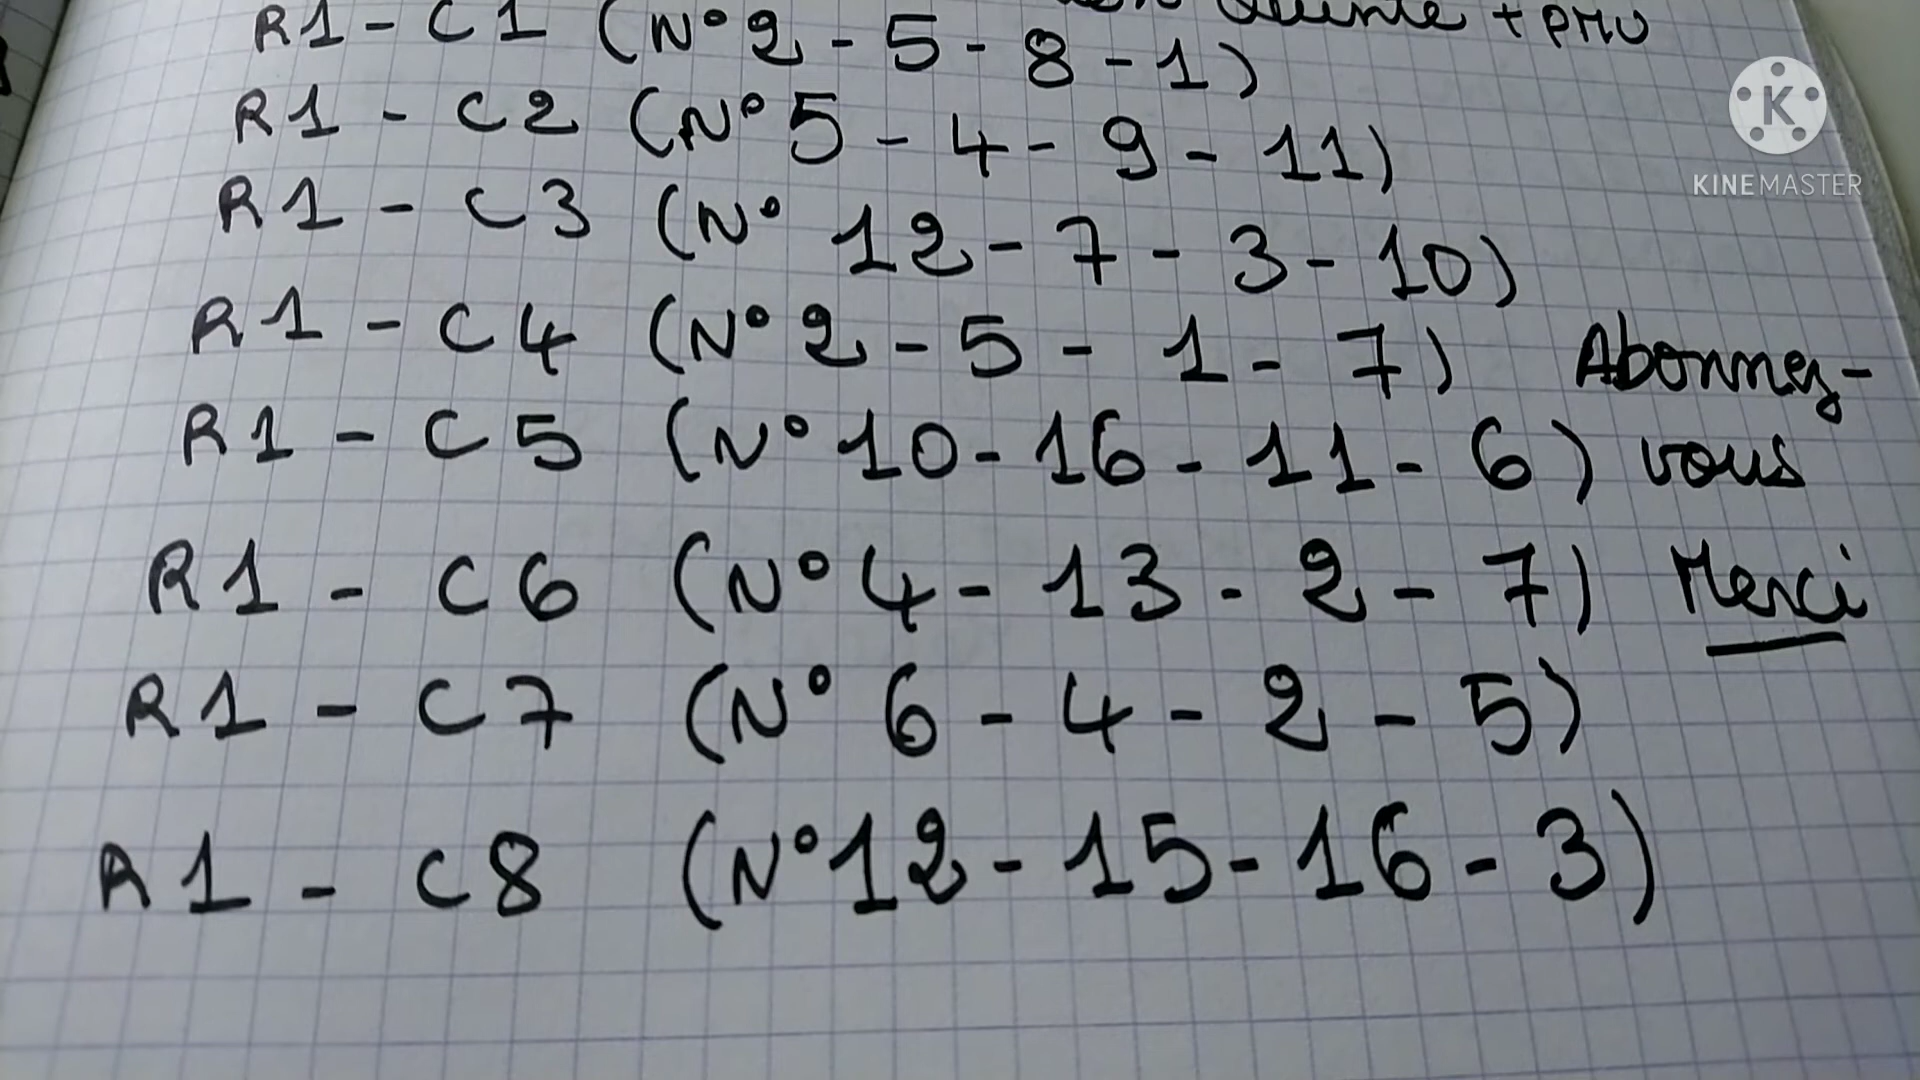 Quinté + PMU
R1 - C1 (N° 2 - 5 - 8 - 1)
R1 - C2 (N° 5 - 4 - 9 - 11)
R1 - C3 (N° 12 - 7 - 3 - 10)
R1 - C4 (N° 2 - 5 - 1 - 7) Abonnez-
R1 - C5 (N° 10 - 16 - 11 - 6) vous
R1 - C6 (N° 4 - 13 - 2 - 7) Merci
R1 - C7 (N° 6 - 4 - 2 - 5)
R1 - C8 (N° 12 - 15 - 16 - 3)
K
KINEMASTER